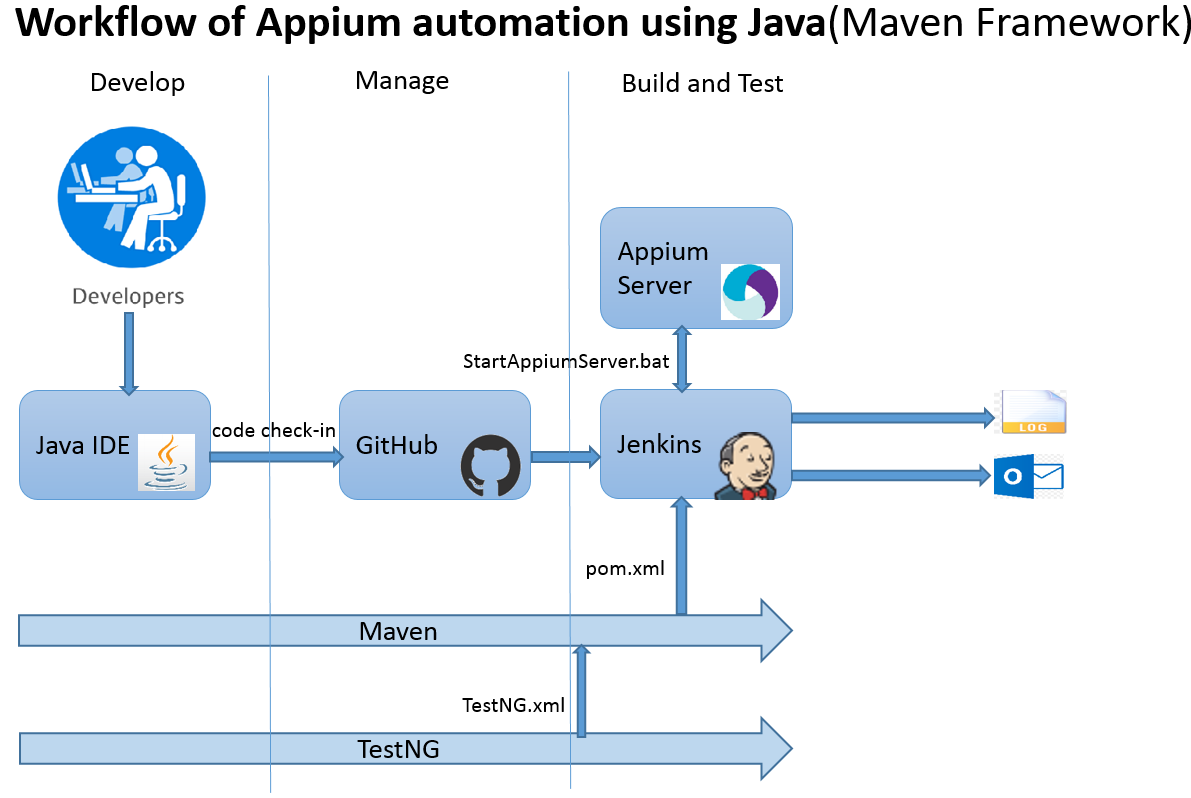 Workflow of Appium automation using Java(Maven Framework)
Develop
Manage
Build and Test
Developers
Appium
Server
StartAppiumServer.bat
Java IDE
code check-in
GitHub
Jenkins
LOG
O
pom.xml
Maven
TestNG.xml
TestNG